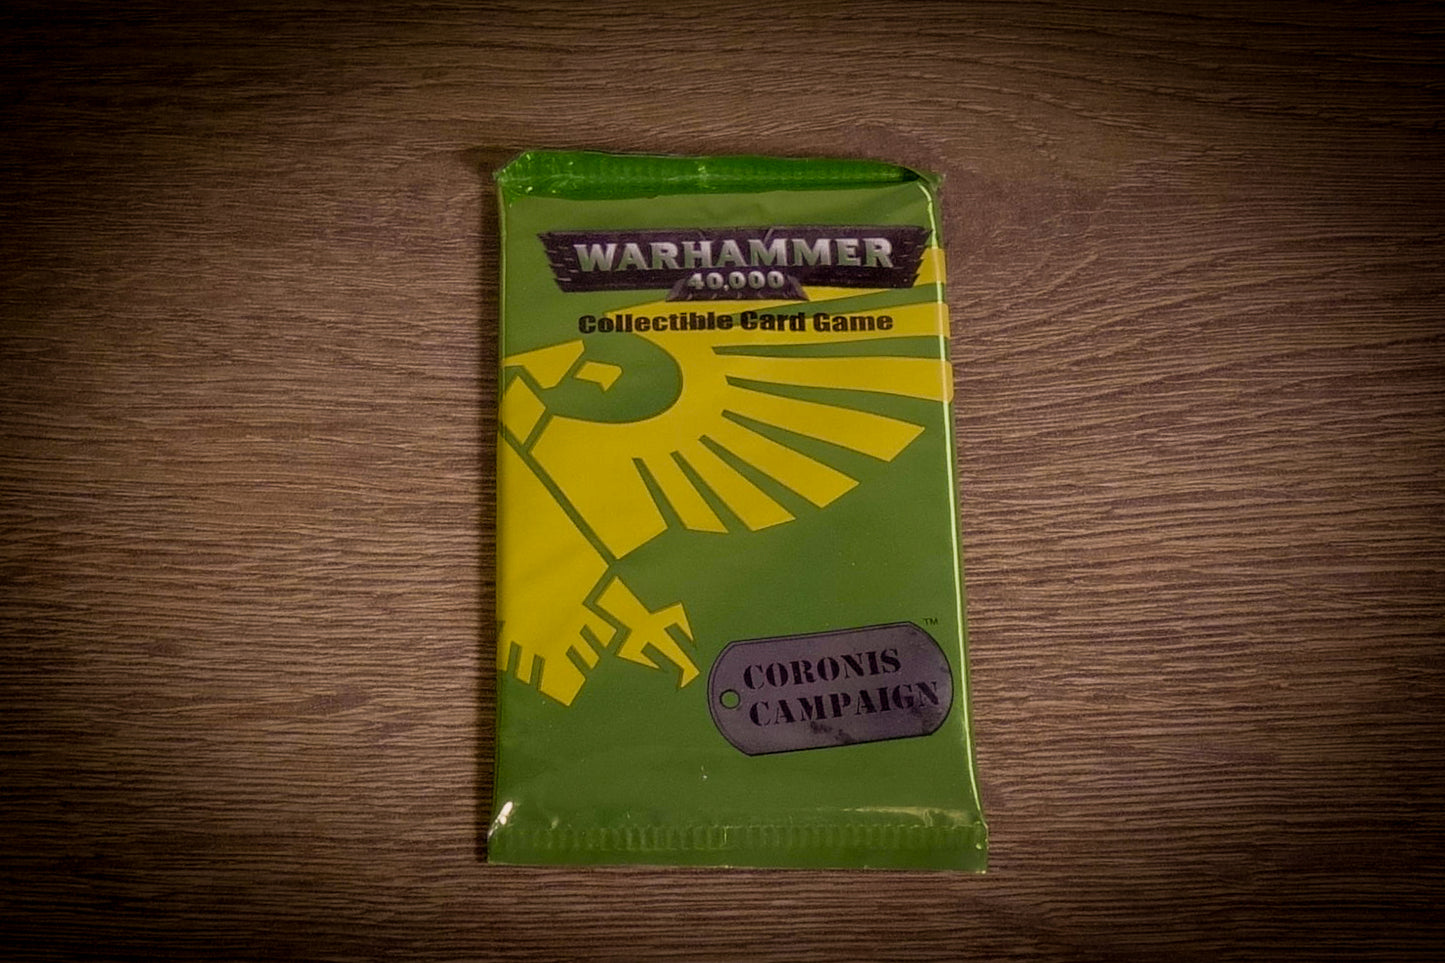 WARHAMMER
40,000
Collectible Card Game
TM
CORONIS
CAMPAIGN